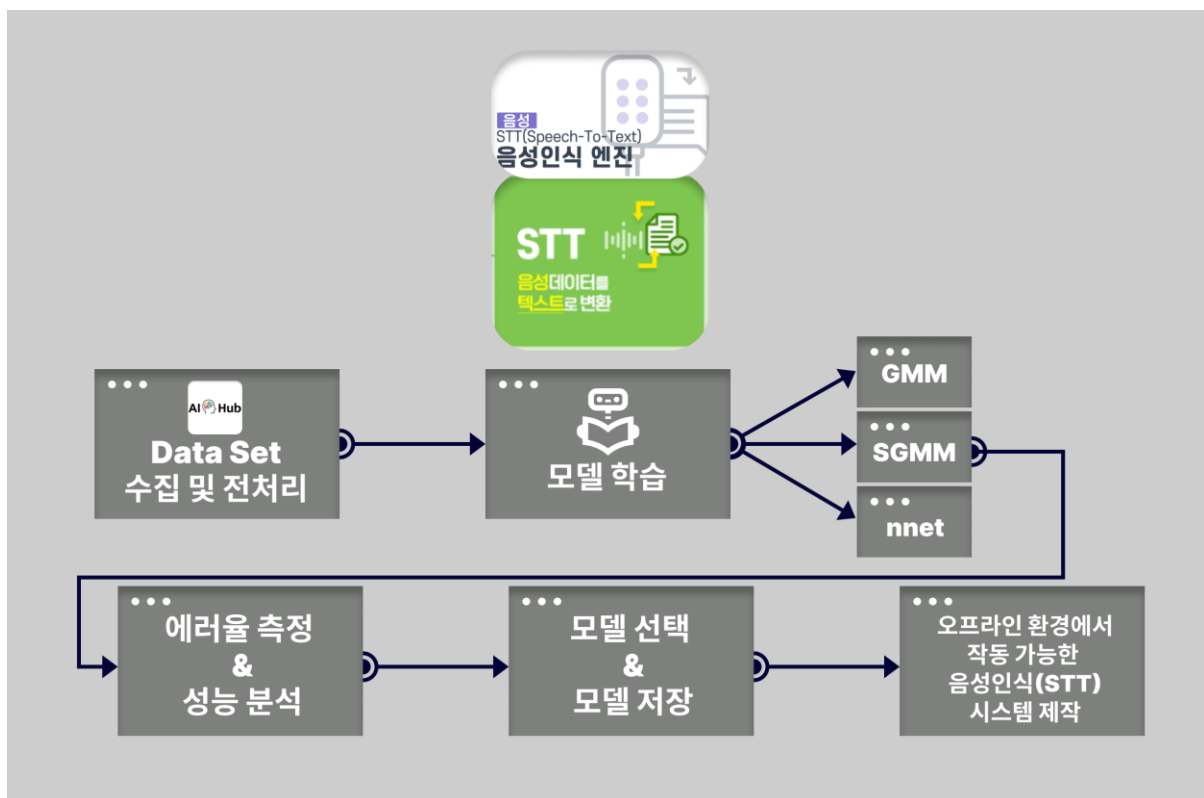 음성
STT(Speech-To-Text)
음성인식 엔진
STT
음성데이터를
텍스트로 변환
AI Hub
Data Set
수집 및 전처리
모델 학습
GMM
SGMM
nnet
에러율 측정
&
성능 분석
모델 선택
&
모델 저장
오프라인 환경에서
작동 가능한
음성인식(STT)
시스템 제작